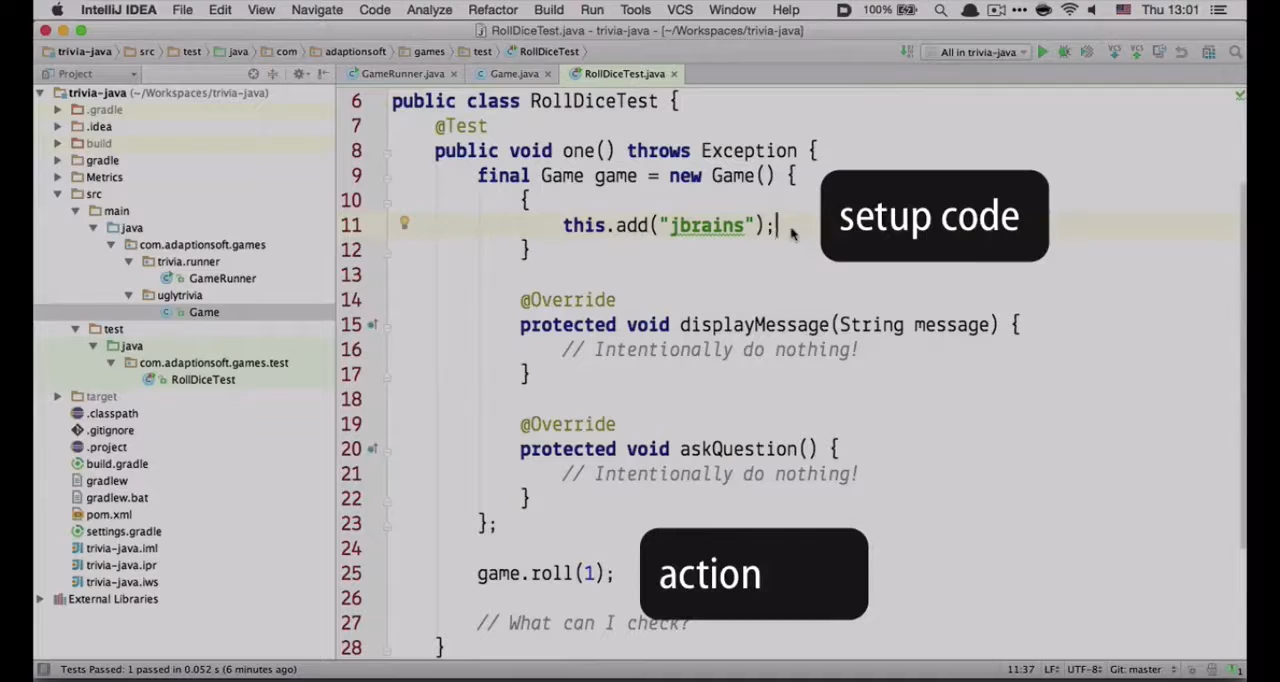 IntelliJ IDEA File Edit View Navigate Code Analyze Refactor Build Run Tools VCS Window Help 100% Thu 13:01
RollDiceTest.java - trivia-java - [~/Workspaces/trivia-java]
trivia-java src test java com adaptionsoft games test RollDiceTest All in trivia-java
Project GameRunner.java Game.java RollDiceTest.java
trivia-java (~/Workspaces/trivia-java)
.gradle
.idea
build
gradle
Metrics
src
main
java
com.adaptionsoft.games
trivia.runner
GameRunner
uglytrivia
Game
test
java
com.adaptionsoft.games.test
RollDiceTest
target
.classpath
.gitignore
.project
build.gradle
gradlew
gradlew.bat
pom.xml
settings.gradle
trivia-java.iml
trivia-java.ipr
trivia-java.iws
External Libraries
6 public class RollDiceTest {
7 @Test
8 public void one() throws Exception {
9 final Game game = new Game() {
10 {
11 this.add("jbrains");
12 }
13
14 @Override
15 protected void displayMessage(String message) {
16 // Intentionally do nothing!
17 }
18
19 @Override
20 protected void askQuestion() {
21 // Intentionally do nothing!
22 }
23 };
24
25 game.roll(1);
26
27 // What can I check?
28 }
setup code
action
Tests Passed: 1 passed in 0.052 s (6 minutes ago) 11:37 LF÷ UTF-8÷ Git: master 1